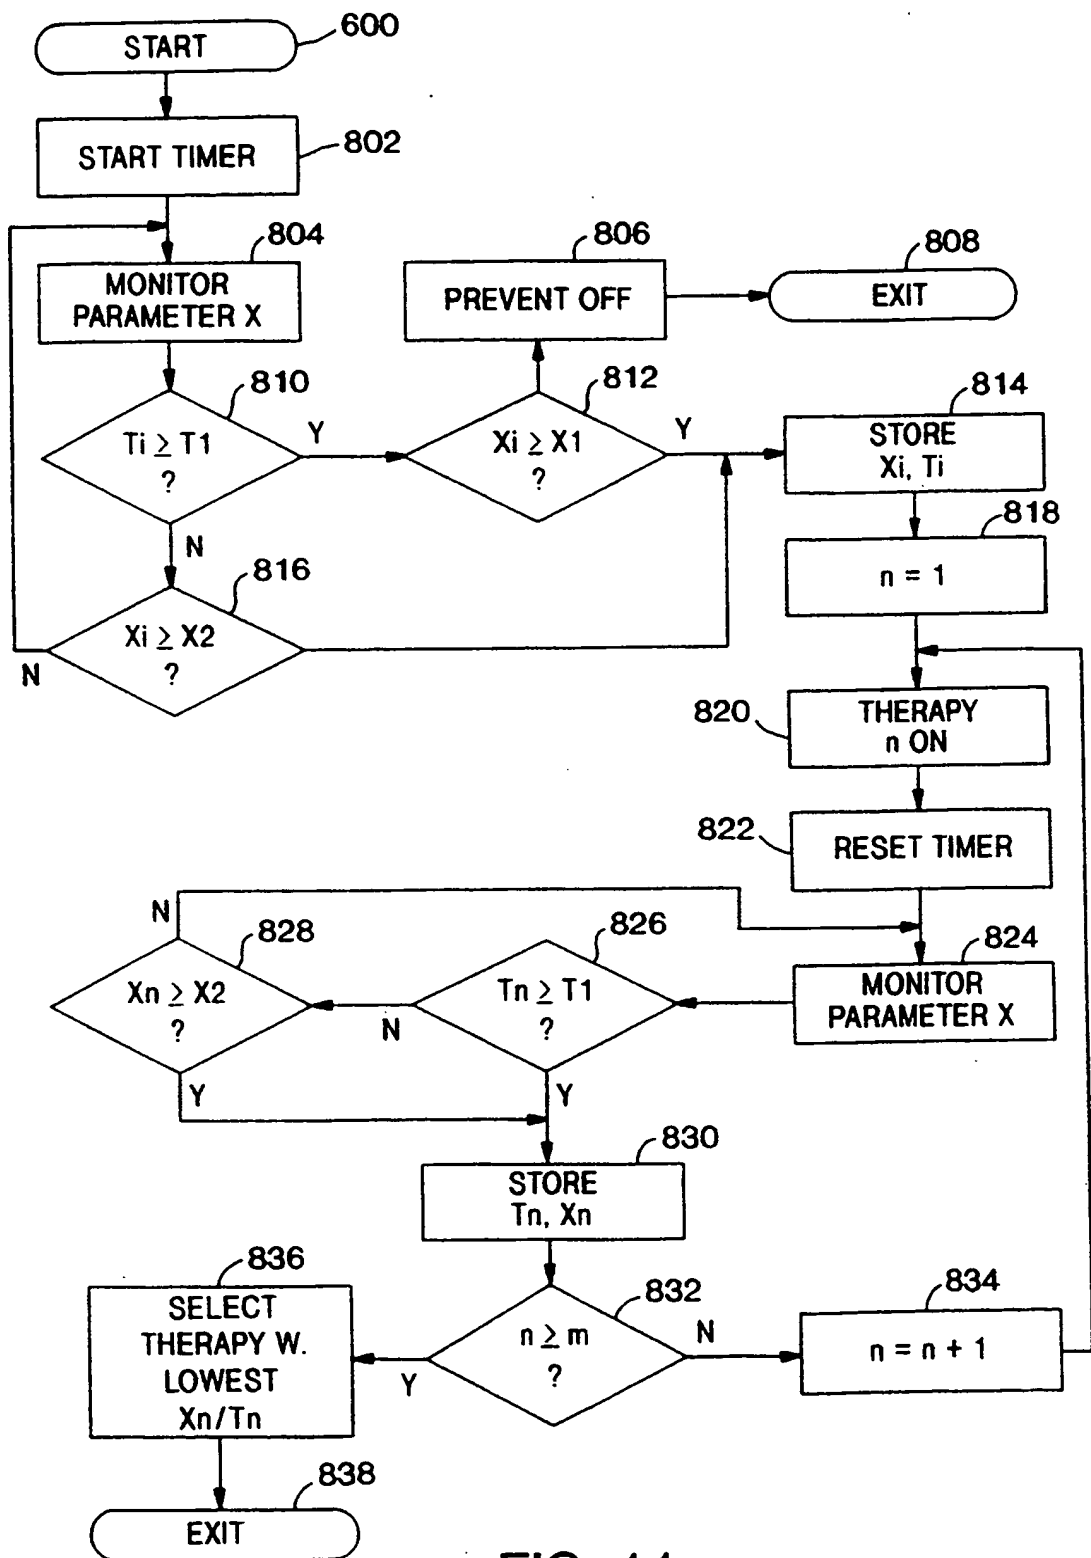 START
600
START TIMER
802
804
MONITOR
PARAMETER X
806
PREVENT OFF
808
EXIT
810
Ti ≥ T1
?
Y
N
812
Xi ≥ X1
?
Y
814
STORE
Xi, Ti
816
Xi ≥ X2
?
N
818
n = 1
820
THERAPY
n ON
822
RESET TIMER
824
MONITOR
PARAMETER X
826
Tn ≥ T1
?
N
Y
828
Xn ≥ X2
?
N
Y
830
STORE
Tn, Xn
832
n ≥ m
?
N
Y
834
n = n + 1
836
SELECT
THERAPY W.
LOWEST
Xn/Tn
838
EXIT